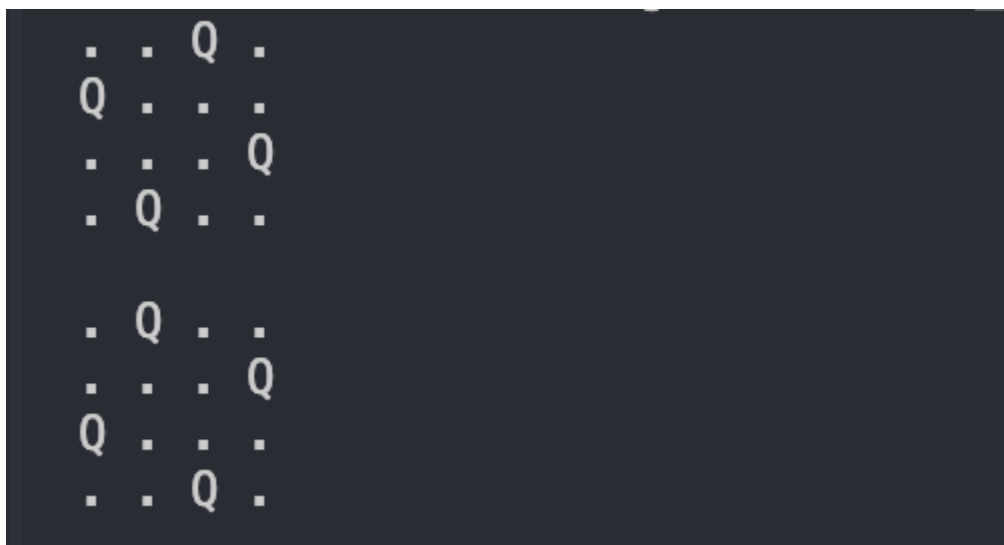 . . Q .
Q . . .
. . . Q
. Q . .

. Q . .
. . . Q
Q . . .
. . Q .